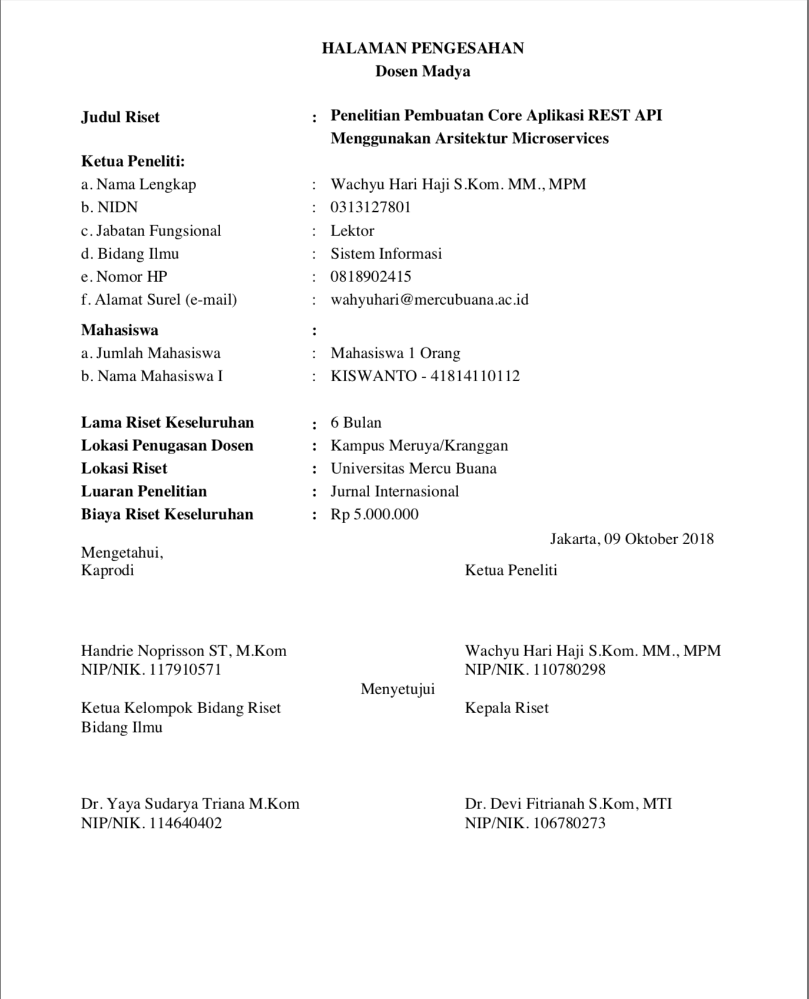 HALAMAN PENGESAHAN
Dosen Madya
Judul Riset : Penelitian Pembuatan Core Aplikasi REST API
Menggunakan Arsitektur Microservices
Ketua Peneliti:
a. Nama Lengkap : Wachyu Hari Haji S.Kom. MM., MPM
b. NIDN : 0313127801
c. Jabatan Fungsional : Lektor
d. Bidang Ilmu : Sistem Informasi
e. Nomor HP : 0818902415
f. Alamat Surel (e-mail) : wahyuhari@mercubuana.ac.id
Mahasiswa :
a. Jumlah Mahasiswa : Mahasiswa 1 Orang
b. Nama Mahasiswa I : KISWANTO - 41814110112
Lama Riset Keseluruhan : 6 Bulan
Lokasi Penugasan Dosen : Kampus Meruya/Kranggan
Lokasi Riset : Universitas Mercu Buana
Luaran Penelitian : Jurnal Internasional
Biaya Riset Keseluruhan : Rp 5.000.000
Jakarta, 09 Oktober 2018
Mengetahui,
Kaprodi Ketua Peneliti
Handrie Noprisson ST, M.Kom Wachyu Hari Haji S.Kom. MM., MPM
NIP/NIK. 117910571 NIP/NIK. 110780298
Menyetujui
Ketua Kelompok Bidang Riset Kepala Riset
Bidang Ilmu
Dr. Yaya Sudarya Triana M.Kom Dr. Devi Fitrianah S.Kom, MTI
NIP/NIK. 114640402 NIP/NIK. 106780273